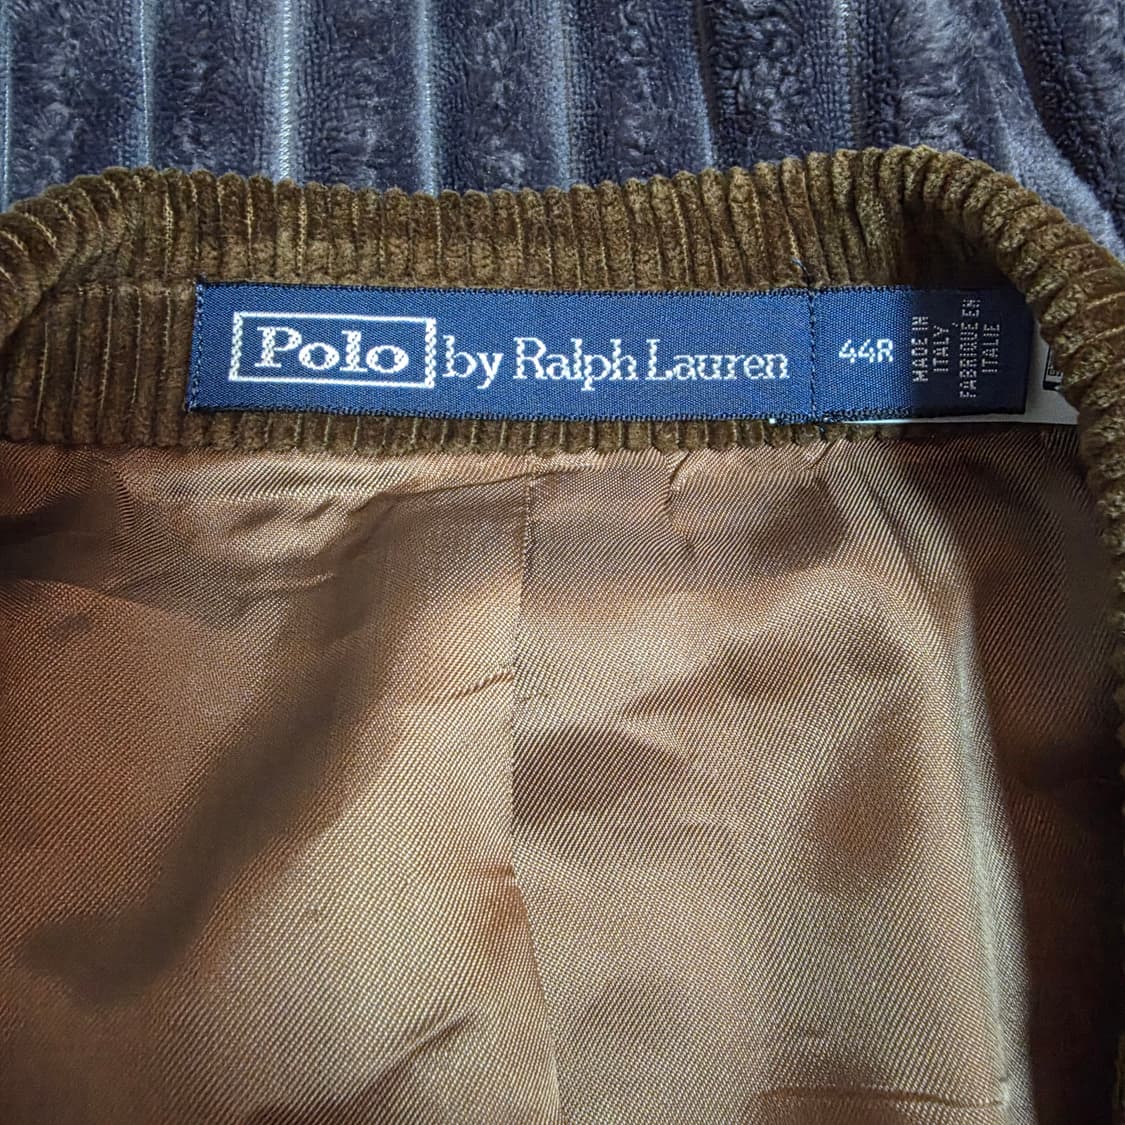 Polo by Ralph Lauren
44R
MADE IN
ITALY
FABRIQUÉ EN
ITALIE